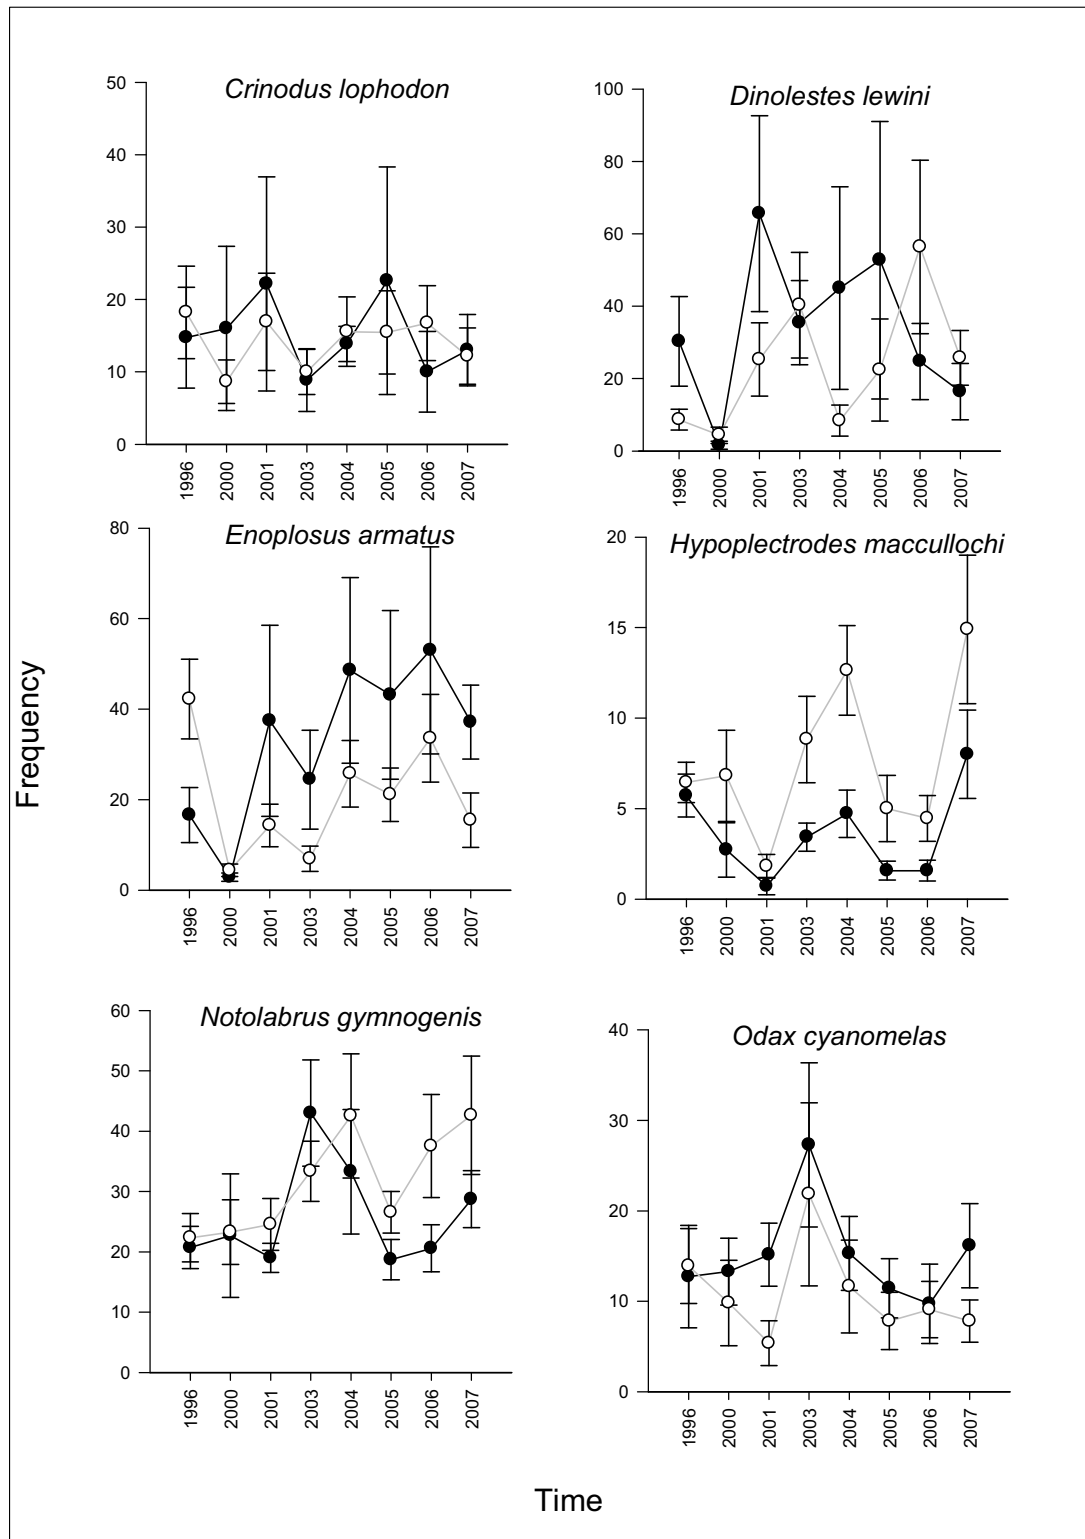 Crinodus lophodon
50
40
30
20
10
0
1996 2000 2001 2003 2004 2005 2006 2007
Dinolestes lewini
100
80
60
40
20
0
1996 2000 2001 2003 2004 2005 2006 2007
Enoplosus armatus
80
60
40
20
0
1996 2000 2001 2003 2004 2005 2006 2007
Hypoplectrodes maccullochi
20
15
10
5
0
1996 2000 2001 2003 2004 2005 2006 2007
Frequency
Notolabrus gymnogenis
60
50
40
30
20
10
0
1996 2000 2001 2003 2004 2005 2006 2007
Odax cyanomelas
40
30
20
10
0
1996 2000 2001 2003 2004 2005 2006 2007
Time